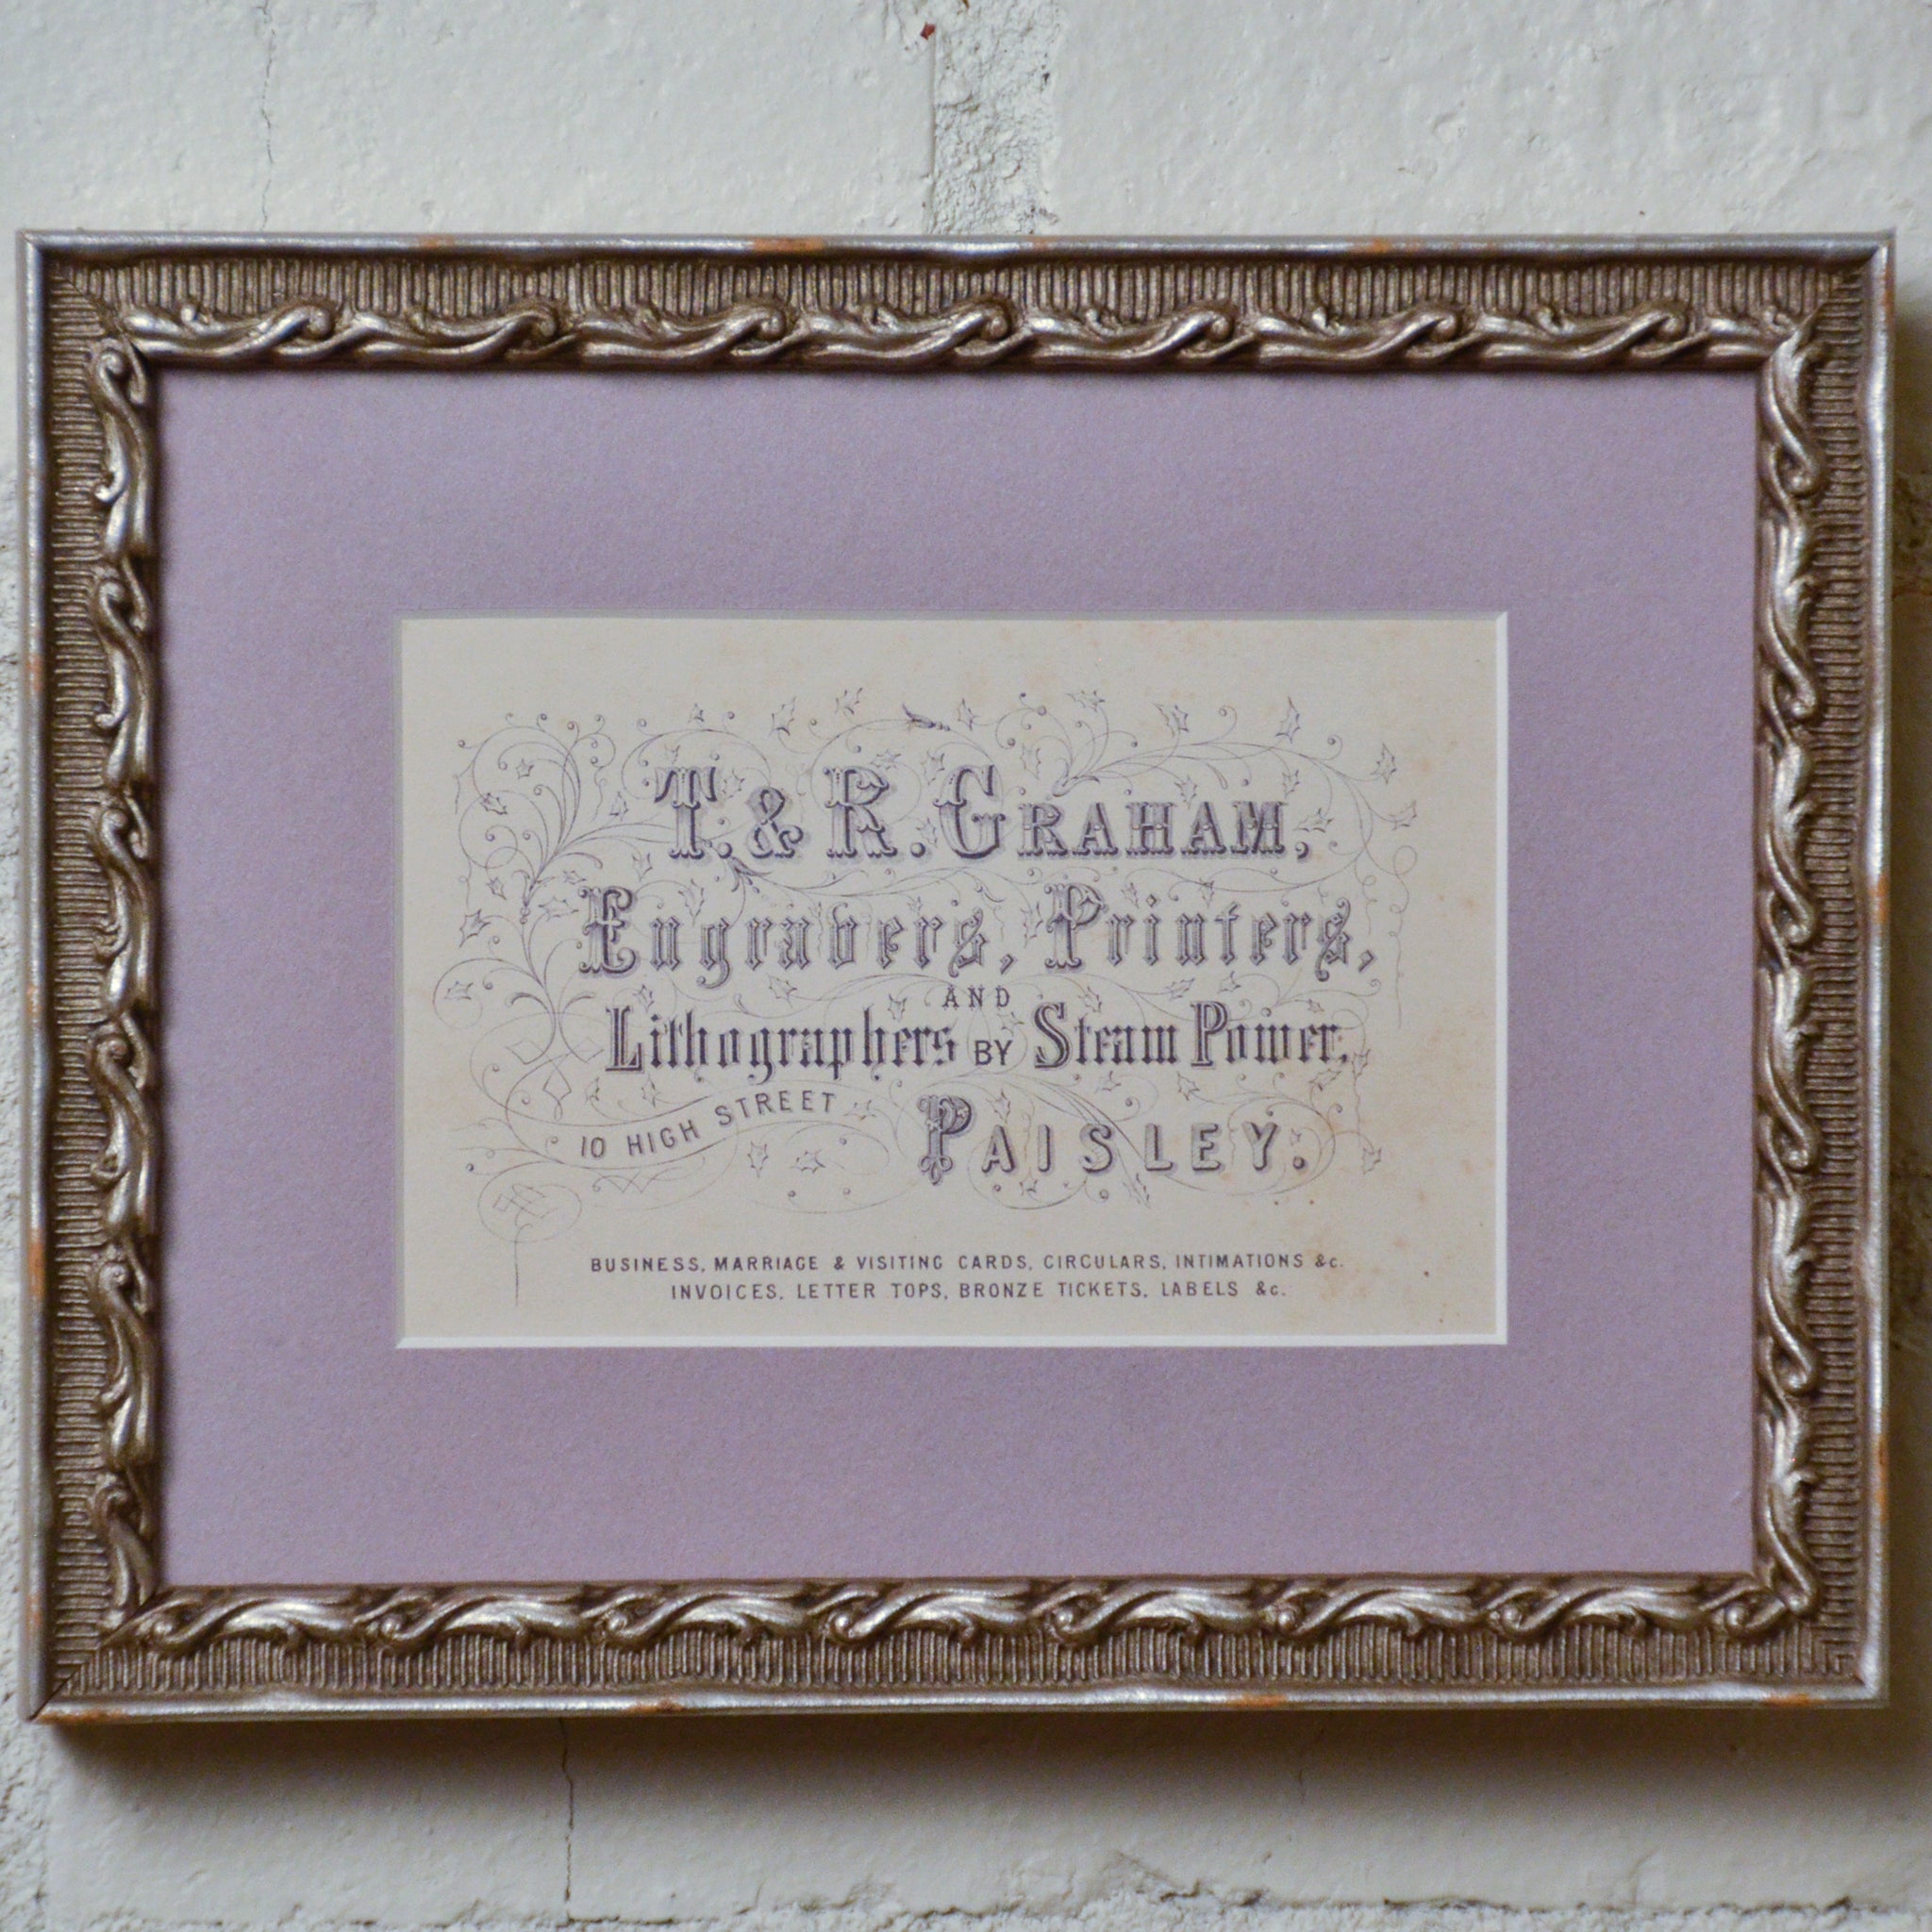 T. & R. GRAHAM,
Engravers, Printers,
AND
Lithographers BY Steam Power,
10 HIGH STREET
PAISLEY.
BUSINESS, MARRIAGE & VISITING CARDS, CIRCULARS, INTIMATIONS &c.
INVOICES, LETTER TOPS, BRONZE TICKETS, LABELS &c.